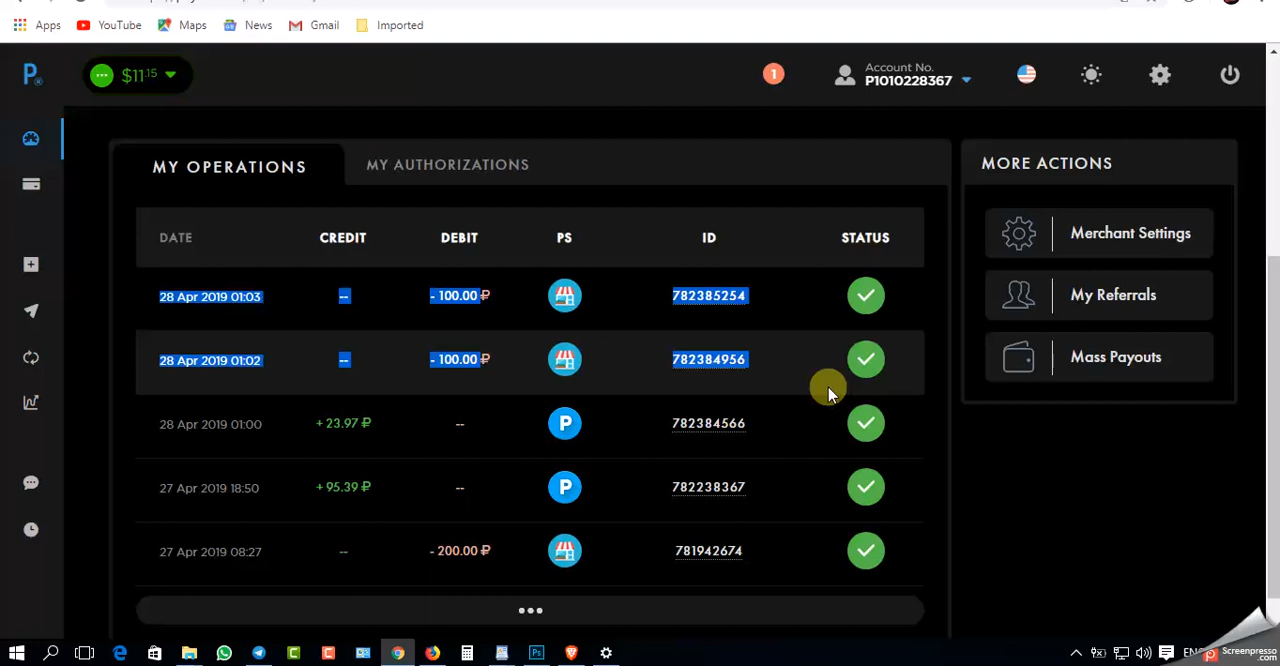 Apps YouTube Maps News Gmail Imported
P $11.15 1 Account No.
P1010228367
MY OPERATIONS MY AUTHORIZATIONS MORE ACTIONS
DATE CREDIT DEBIT PS ID STATUS
Merchant Settings
28 Apr 2019 01:03 -- - 100.00 ₽ 782385254
My Referrals
28 Apr 2019 01:02 -- - 100.00 ₽ 782384956
Mass Payouts
28 Apr 2019 01:00 + 23.97 ₽ -- P 782384566
27 Apr 2019 18:50 + 95.39 ₽ -- P 782238367
27 Apr 2019 08:27 -- - 200.00 ₽ 781942674
•••
Screenpresso
.com